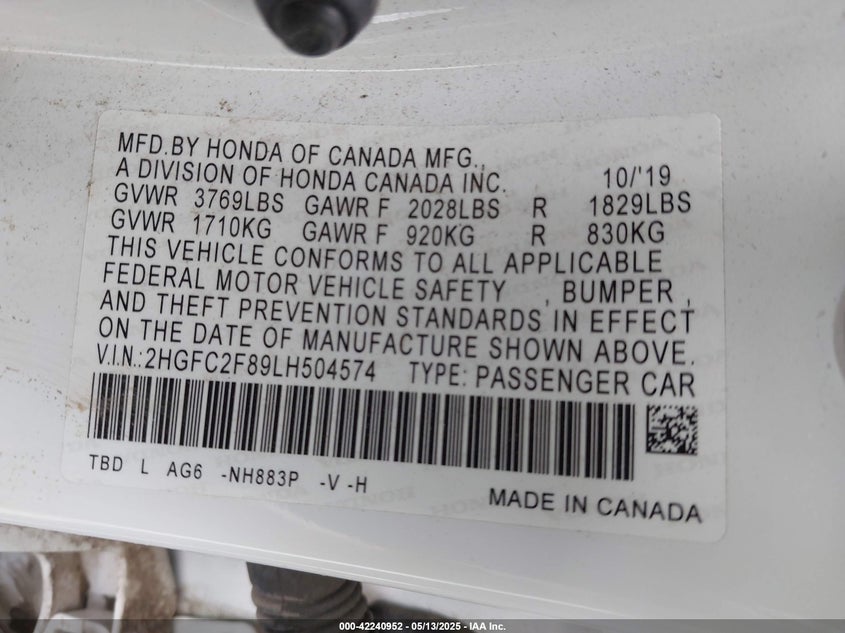 MFD.BY HONDA OF CANADA MFG.,
A DIVISION OF HONDA CANADA INC. 10/'19
GVWR 3769LBS GAWR F 2028LBS R 1829LBS
GVWR 1710KG GAWR F 920KG R 830KG
THIS VEHICLE CONFORMS TO ALL APPLICABLE
FEDERAL MOTOR VEHICLE SAFETY , BUMPER ,
AND THEFT PREVENTION STANDARDS IN EFFECT
ON THE DATE OF MANUFACTURE SHOWN ABOVE.
V.I.N.:2HGFC2F89LH504574 TYPE: PASSENGER CAR
TBD L AG6 -NH883P -V -H
MADE IN CANADA
000-42240952 — 05/13/2025 — IAA Inc.